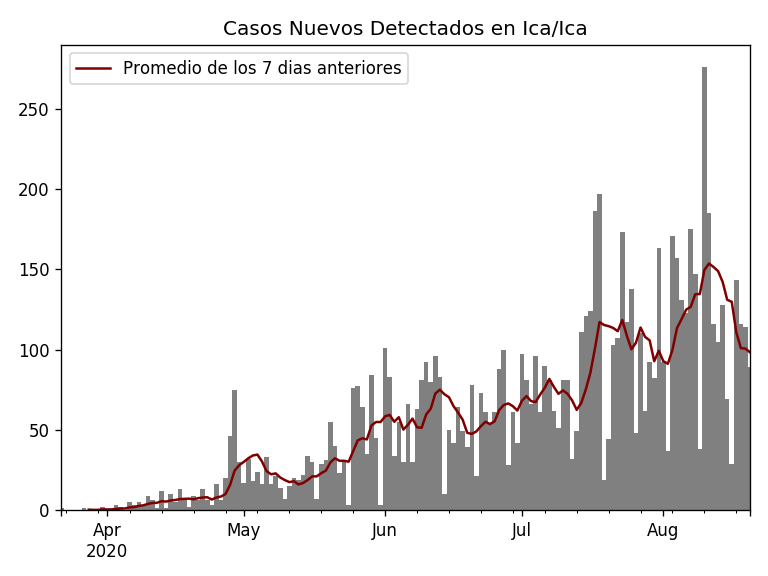 Casos Nuevos Detectados en Ica/Ica
Promedio de los 7 dias anteriores
250
200
150
100
50
0
Apr May Jun Jul Aug
2020